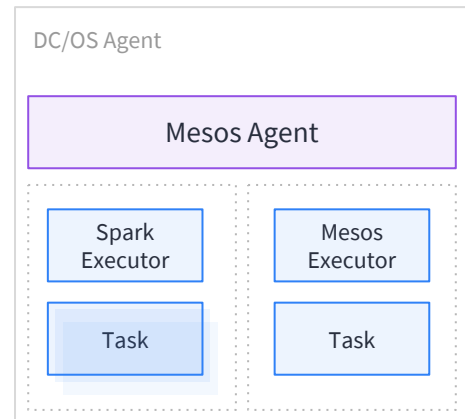 DC/OS Agent
Mesos Agent
Spark
Executor
Mesos
Executor
Task
Task